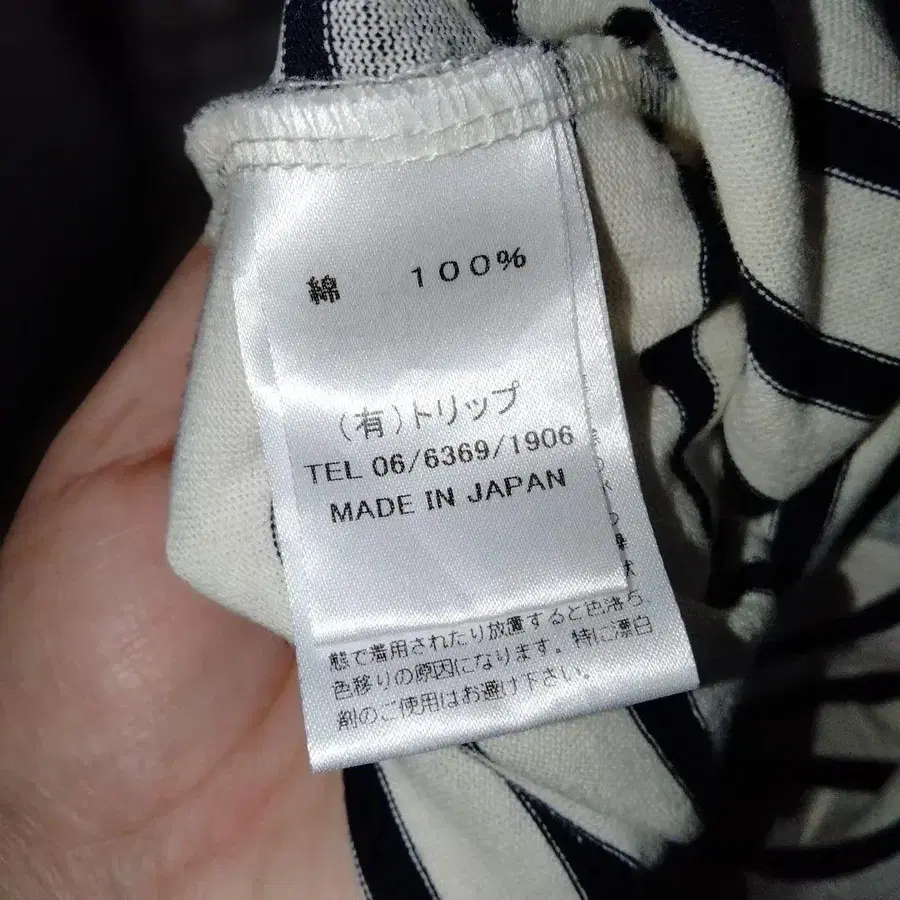 綿 100%
(有)トリップ
TEL 06/6369/1906
MADE IN JAPAN
態で着用されたり放置すると色落ち
色移りの原因になります。特に漂白
剤のご使用はお避け下さい。